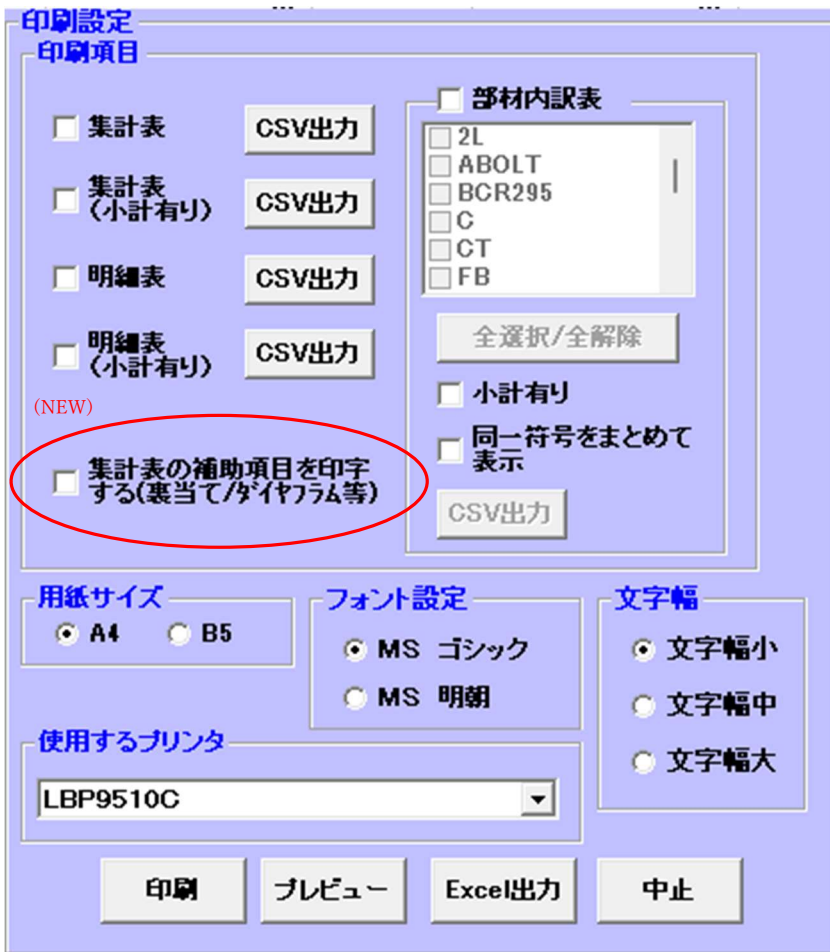 印刷設定
印刷項目
集計表
CSV出力
集計表
(小計有り)
CSV出力
明細表
CSV出力
明細表
(小計有り)
CSV出力
(NEW)
集計表の補助項目を印字
する(裏当て/ﾀﾞｲﾔﾌﾗﾑ等)
部材内訳表
2L
ABOLT
BCR295
C
CT
FB
全選択/全解除
小計有り
同一符号をまとめて
表示
CSV出力
用紙サイズ
A4
B5
フォント設定
MS ゴシック
MS 明朝
文字幅
文字幅小
文字幅中
文字幅大
使用するプリンタ
LBP9510C
印刷
プレビュー
Excel出力
中止